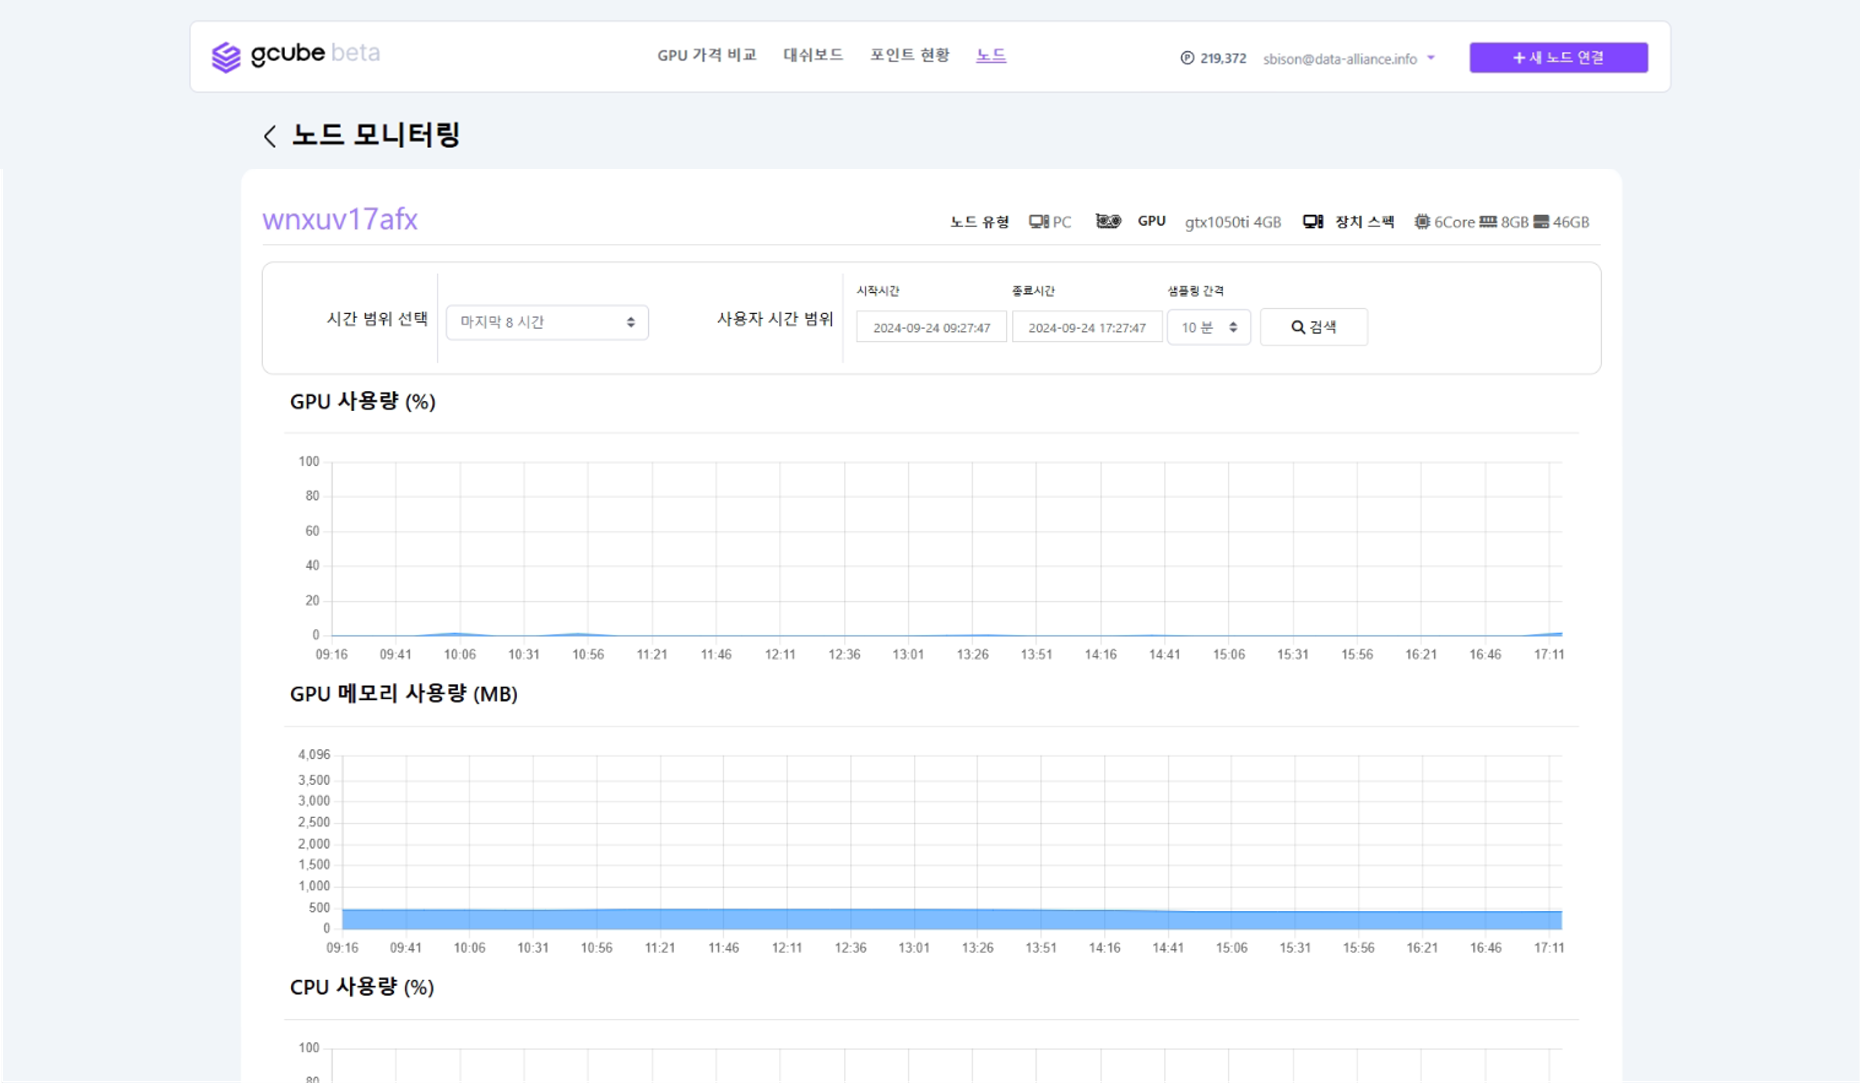 gcube beta
GPU 가격 비교 대쉬보드 포인트 현황 노드
Ⓟ 219,372 sbison@data-alliance.info
+ 새 노드 연결
노드 모니터링
wnxuv17afx
노드 유형 PC GPU gtx1050ti 4GB 장치 스펙 6Core 8GB 46GB
시간 범위 선택 마지막 8 시간
사용자 시간 범위
시작시간 종료시간 샘플링 간격
2024-09-24 09:27:47 2024-09-24 17:27:47 10 분 검색
GPU 사용량 (%)
100
80
60
40
20
0
09:16 09:41 10:06 10:31 10:56 11:21 11:46 12:11 12:36 13:01 13:26 13:51 14:16 14:41 15:06 15:31 15:56 16:21 16:46 17:11
GPU 메모리 사용량 (MB)
4,096
3,500
3,000
2,500
2,000
1,500
1,000
500
0
09:16 09:41 10:06 10:31 10:56 11:21 11:46 12:11 12:36 13:01 13:26 13:51 14:16 14:41 15:06 15:31 15:56 16:21 16:46 17:11
CPU 사용량 (%)
100
80